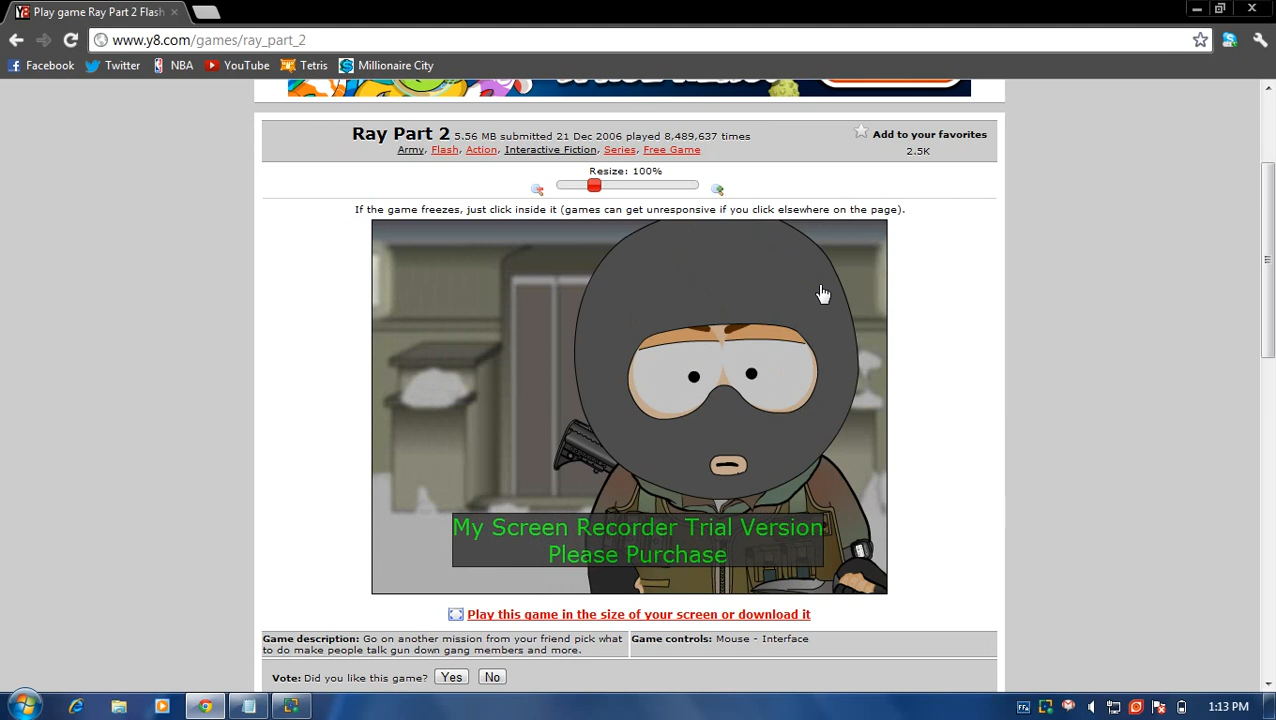 Play game Ray Part 2 Flash
www.y8.com/games/ray_part_2
Facebook Twitter NBA YouTube Tetris Millionaire City
Ray Part 2 5.56 MB submitted 21 Dec 2006 played 8,489,637 times
Add to your favorites
Army, Flash, Action, Interactive Fiction, Series, Free Game
2.5K
Resize: 100%
If the game freezes, just click inside it (games can get unresponsive if you click elsewhere on the page).
My Screen Recorder Trial Version
Please Purchase
Play this game in the size of your screen or download it
Game description: Go on another mission from your friend pick what
to do make people talk gun down gang members and more.
Game controls: Mouse - Interface
Vote: Did you like this game? Yes No
1:13 PM